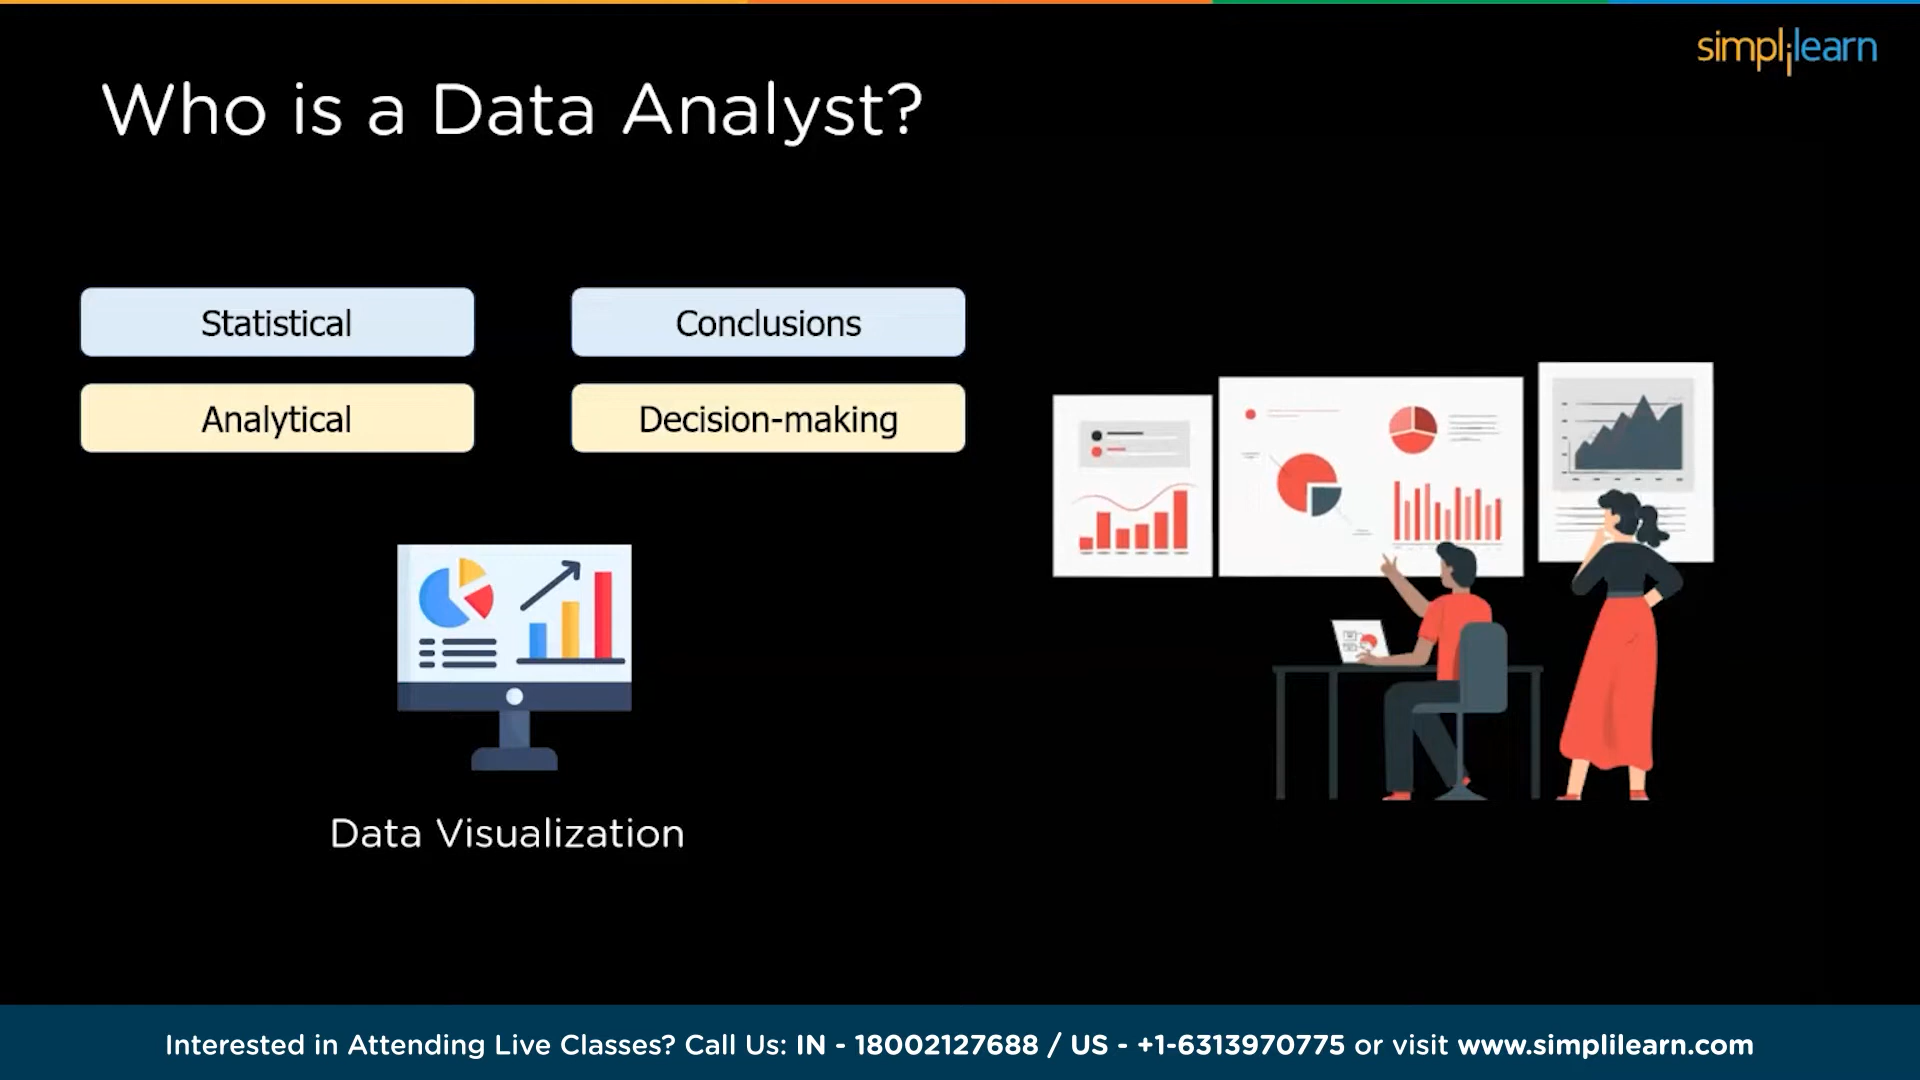 simplilearn
Who is a Data Analyst?
Statistical
Conclusions
Analytical
Decision-making
Data Visualization
Interested in Attending Live Classes? Call Us: IN - 18002127688 / US - +1-6313970775 or visit www.simplilearn.com